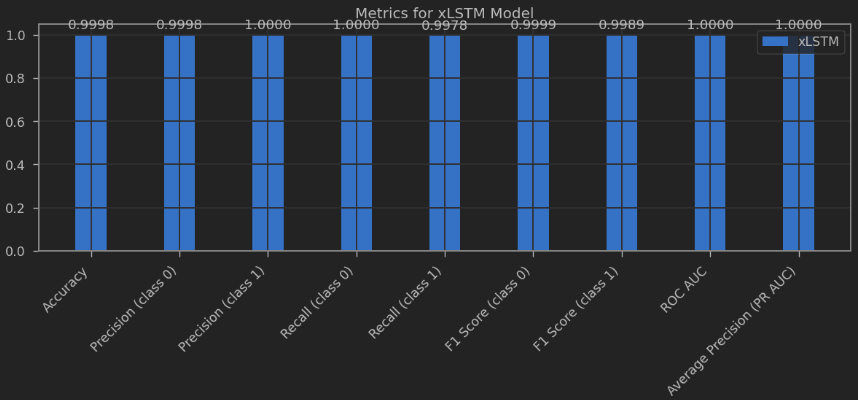 Metrics for xLSTM Model
0.9998 0.9998 1.0000 1.0000 0.9978 0.9999 0.9989 1.0000 1.0000
xLSTM
1.0
0.8
0.6
0.4
0.2
0.0
Accuracy
Precision (class 0)
Precision (class 1)
Recall (class 0)
Recall (class 1)
F1 Score (class 0)
F1 Score (class 1)
ROC AUC
Average Precision (PR AUC)